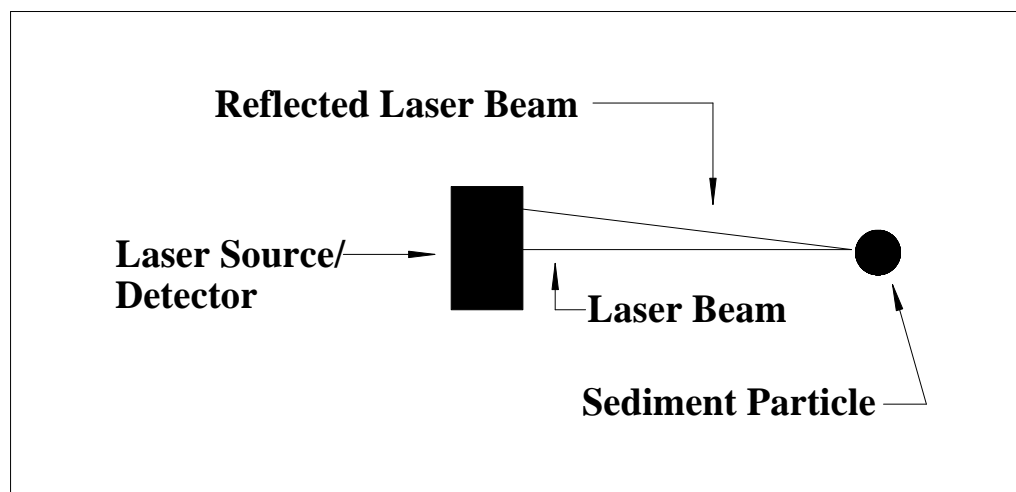 Reflected Laser Beam
Laser Source/
Detector
Laser Beam
Sediment Particle